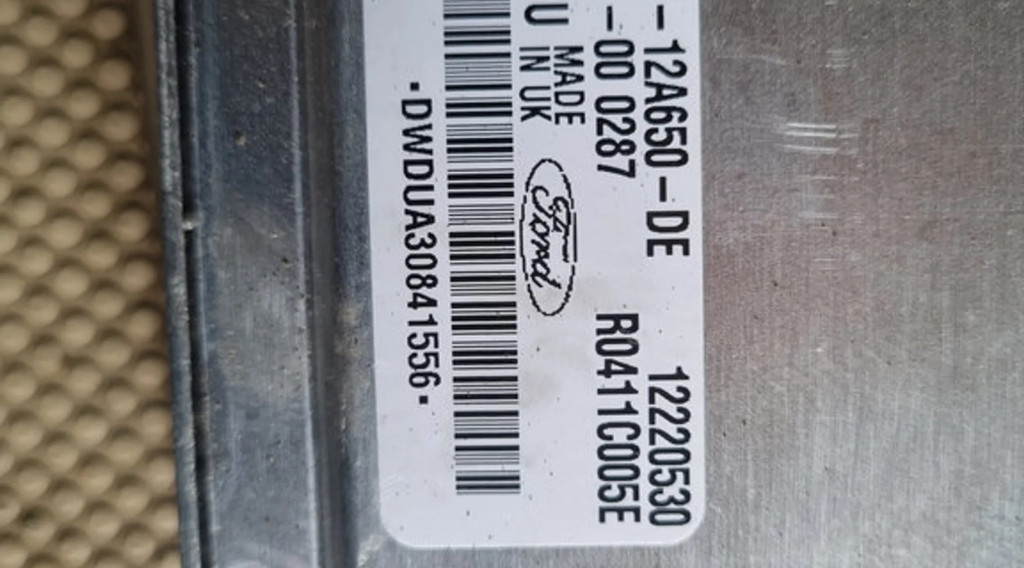 -12A650-DE 12220530
-00 0287 R0411C005E
MADE
IN UK
Ford
U
·DWDUA30841556·